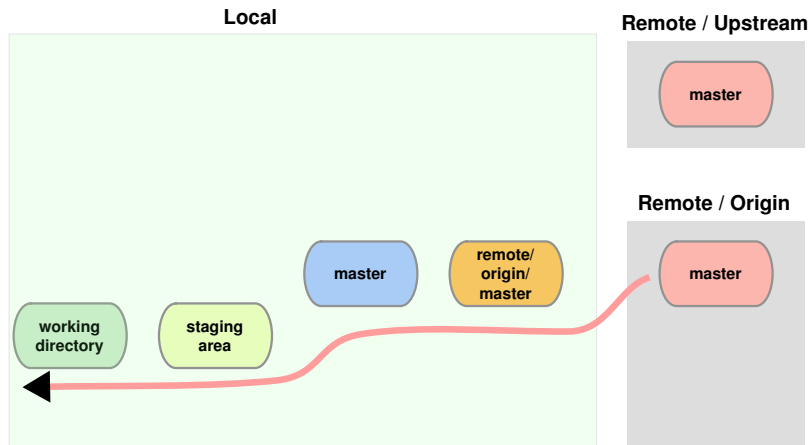 Local
Remote / Upstream
master
Remote / Origin
master
remote/
origin/
master
master
working
directory
staging
area